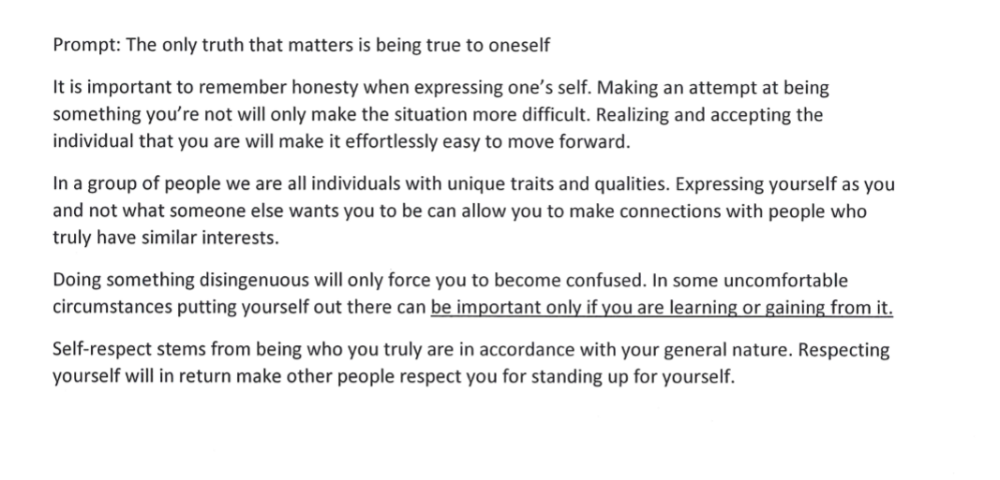 Prompt: The only truth that matters is being true to oneself
It is important to remember honesty when expressing one's self. Making an attempt at being
something you're not will only make the situation more difficult. Realizing and accepting the
individual that you are will make it effortlessly easy to move forward.
In a group of people we are all individuals with unique traits and qualities. Expressing yourself as you
and not what someone else wants you to be can allow you to make connections with people who
truly have similar interests.
Doing something disingenuous will only force you to become confused. In some uncomfortable
circumstances putting yourself out there can be important only if you are learning or gaining from it.
Self-respect stems from being who you truly are in accordance with your general nature. Respecting
yourself will in return make other people respect you for standing up for yourself.